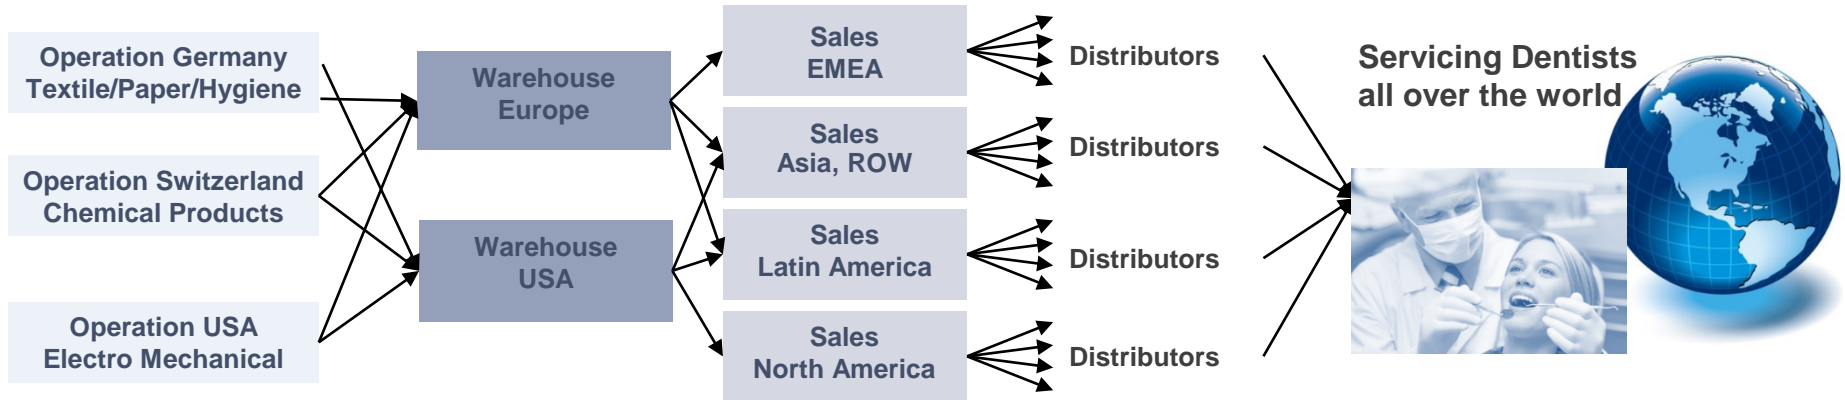 Operation Germany
Textile/Paper/Hygiene
Operation Switzerland
Chemical Products
Operation USA
Electro Mechanical
Warehouse
Europe
Warehouse
USA
Sales
EMEA
Sales
Asia, ROW
Sales
Latin America
Sales
North America
Distributors
Distributors
Distributors
Distributors
Servicing Dentists
all over the world